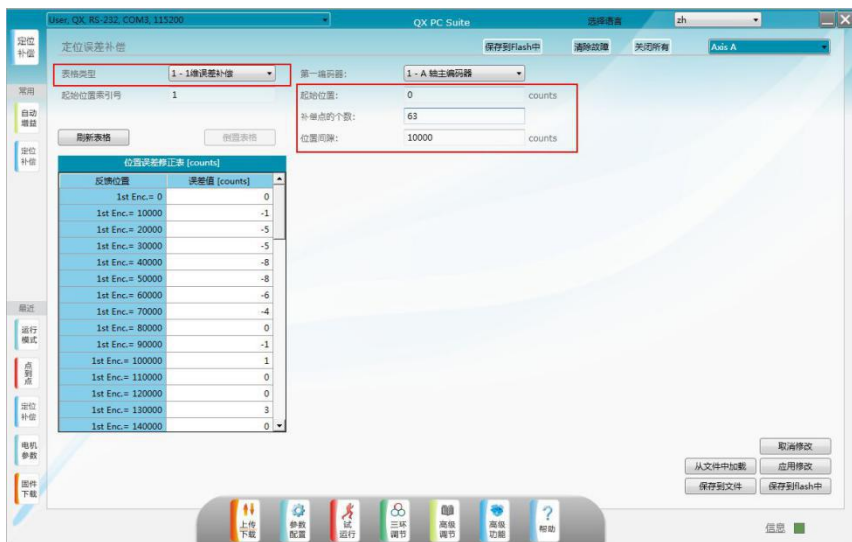 User, QX, RS-232, COM3, 115200
QX PC Suite
选择语言
zh
定位补偿
定位误差补偿
保存到Flash中
清除故障
关闭所有
Axis A
表格类型
1 - 1维误差补偿
第一编码器:
1 - A 轴主编码器
常用
起始位置索引号
1
起始位置:
0
counts
自动增益
补偿点的个数:
63
刷新表格
倒置表格
位置间隙:
10000
counts
定位补偿
位置误差修正表 [counts]
反馈位置
误差值 [counts]
1st Enc.= 0
0
1st Enc.= 10000
-1
1st Enc.= 20000
-5
1st Enc.= 30000
-5
1st Enc.= 40000
-8
1st Enc.= 50000
-8
1st Enc.= 60000
-6
最近
1st Enc.= 70000
-4
运行模式
1st Enc.= 80000
0
1st Enc.= 90000
-1
点到点
1st Enc.= 100000
1
1st Enc.= 110000
0
1st Enc.= 120000
0
定位补偿
1st Enc.= 130000
3
1st Enc.= 140000
0
电机参数
取消修改
从文件中加载
应用修改
固件下载
保存到文件
保存到flash中
上传下载
参数配置
试运行
三环调节
高级调节
高级功能
帮助
信息